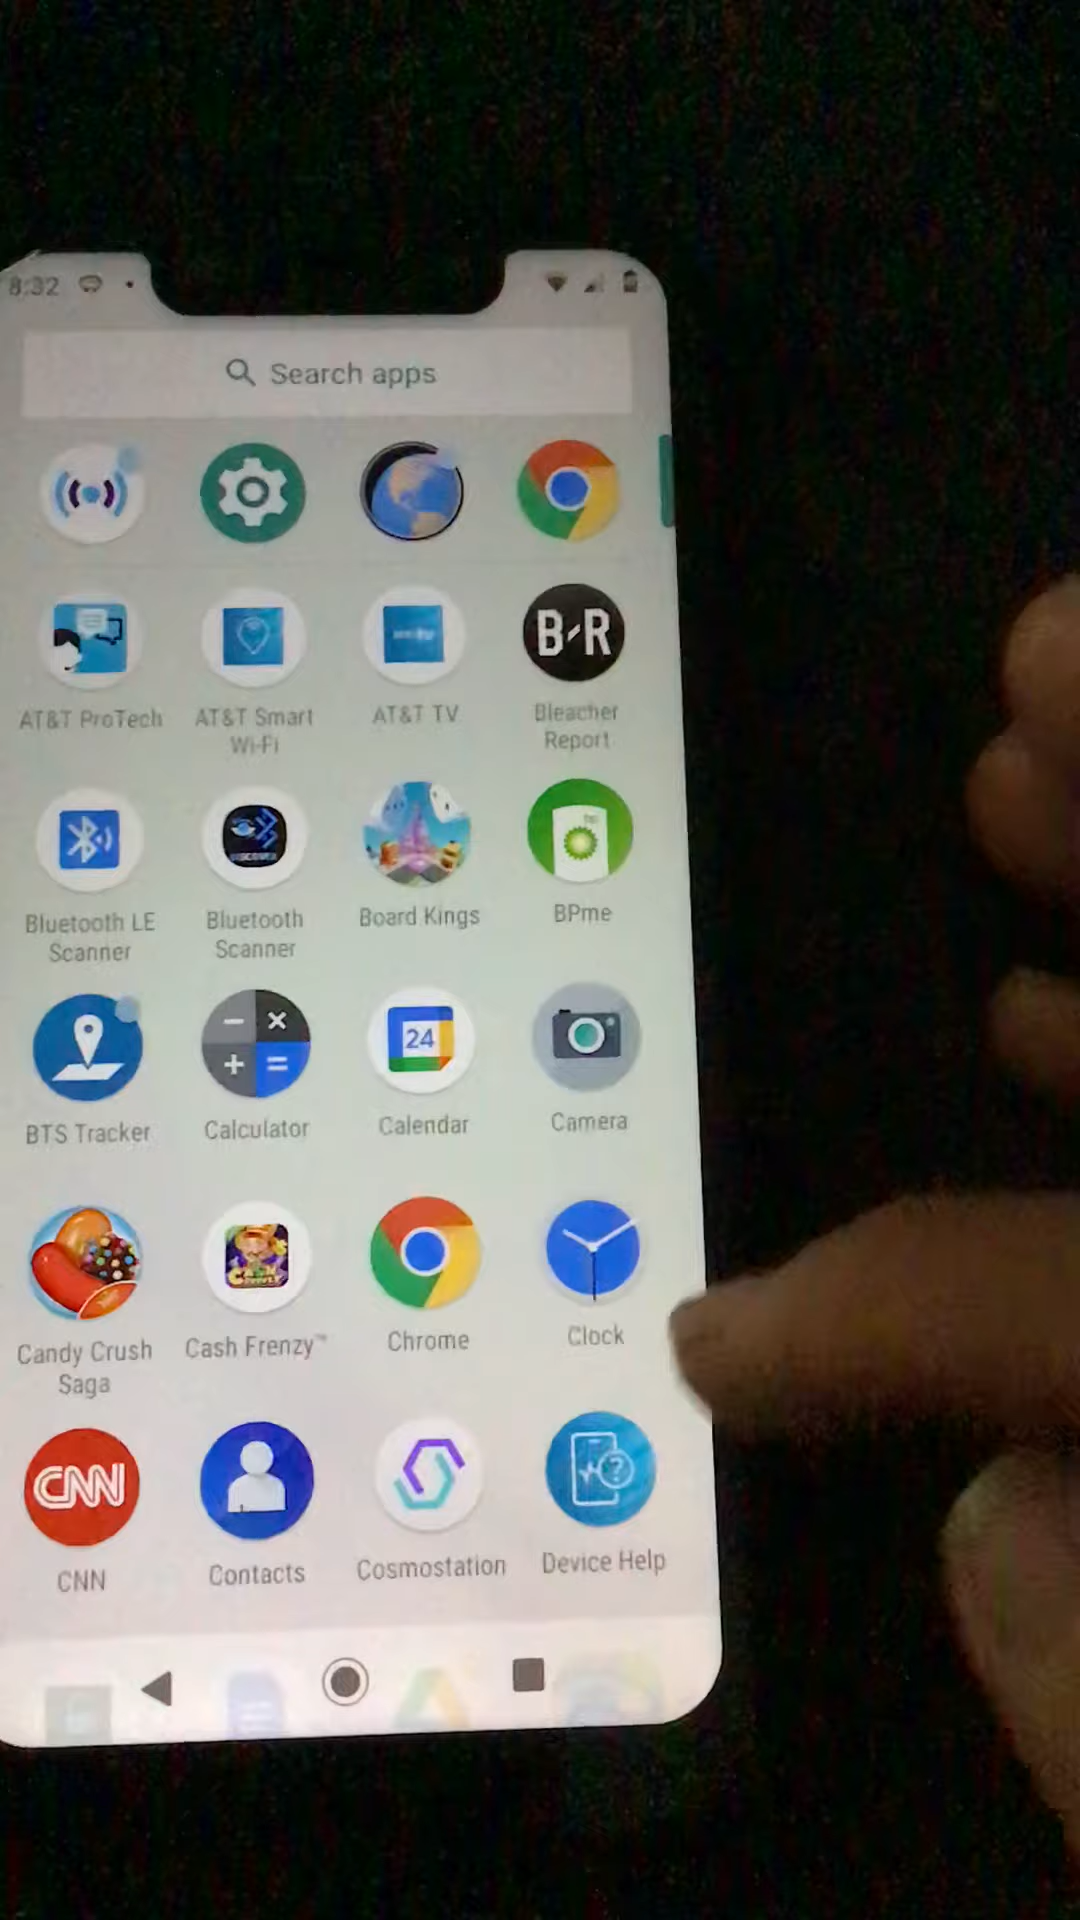 8:32
Search apps
B/R
AT&T ProTech
AT&T Smart
Wi-Fi
AT&T TV
Bleacher
Report
Bluetooth LE
Scanner
Bluetooth
Scanner
Board Kings
BPme
24
BTS Tracker
Calculator
Calendar
Camera
Candy Crush
Saga
Cash Frenzy™
Chrome
Clock
CNN
CNN
Contacts
Cosmostation
Device Help